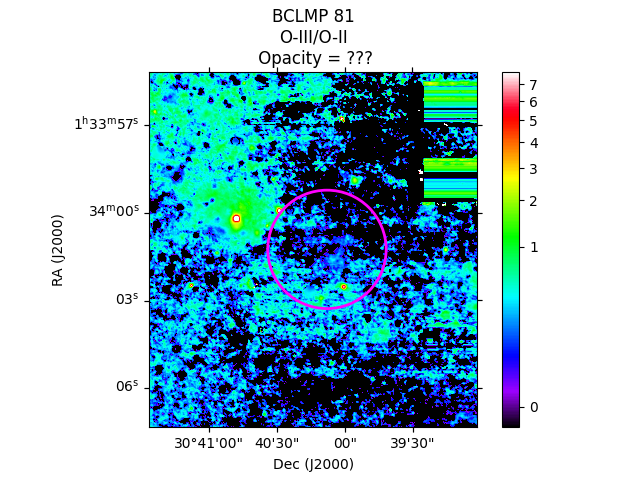 BCLMP 81
O-III/O-II
Opacity = ???
1ʰ33ᵐ57ˢ
34ᵐ00ˢ
03ˢ
06ˢ
RA (J2000)
30°41'00" 40'30" 00" 39'30"
Dec (J2000)
7
6
5
4
3
2
1
0